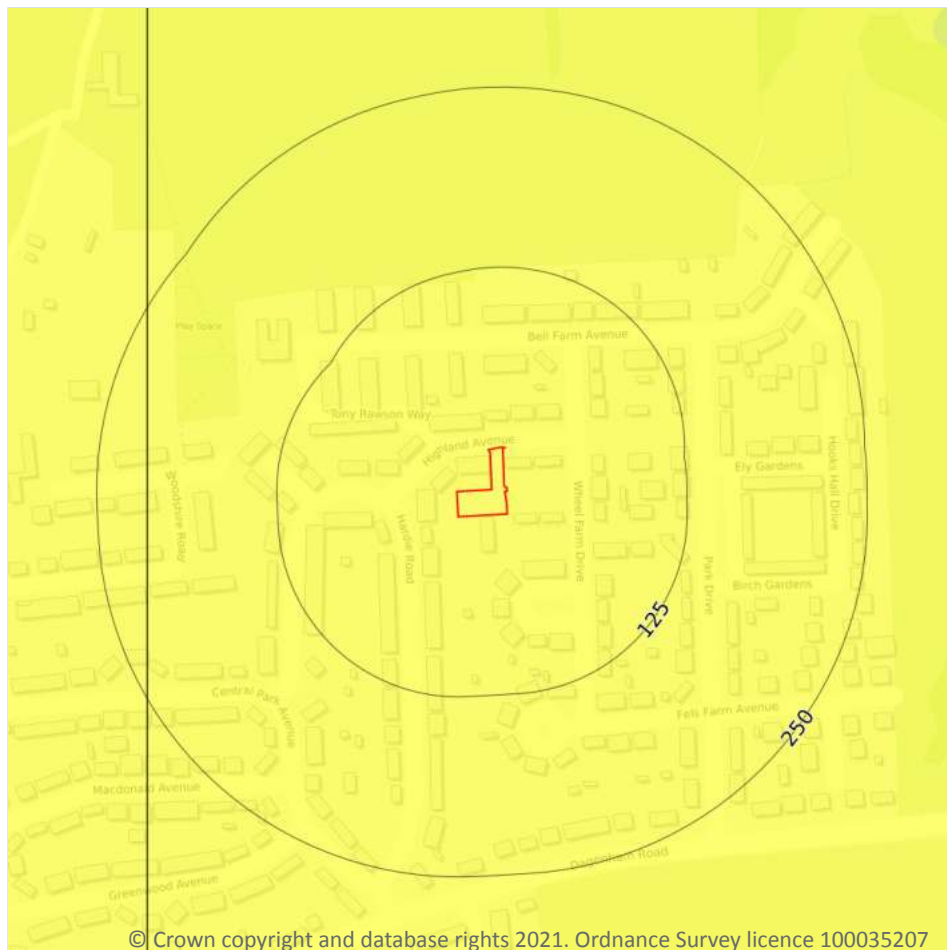 Play Space
Bell Farm Avenue
Tony Rawson Way
Highland Avenue
Ely Gardens
Hooks Hall Drive
Woodshire Road
Wheel Farm Drive
Hardie Road
Park Drive
Birch Gardens
125
Central Park Avenue
Fels Farm Avenue
250
Macdonald Avenue
Dagenham Road
Greenwood Avenue
© Crown copyright and database rights 2021. Ordnance Survey licence 100035207